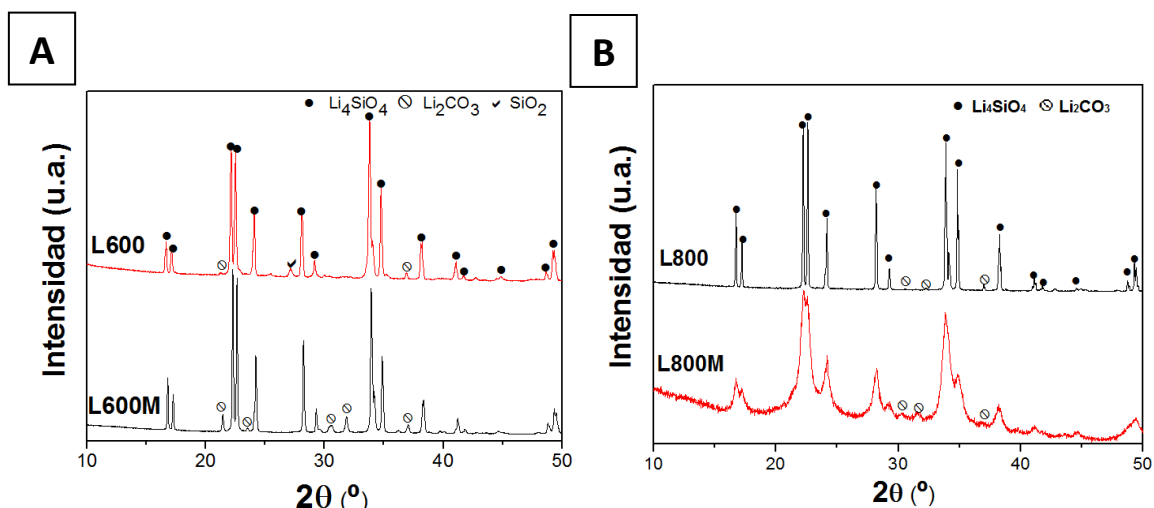 A
● Li₄SiO₄ ⦸ Li₂CO₃ ✔ SiO₂
L600
L600M
Intensidad (u.a.)
10 20 30 40 50
2θ (º)
B
● Li₄SiO₄ ⦸ Li₂CO₃
L800
L800M
Intensidad (u.a.)
10 20 30 40 50
2θ (º)